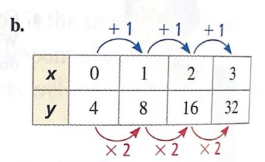 b.
+1 +1 +1
x 0 1 2 3
y 4 8 16 32
×2 ×2 ×2